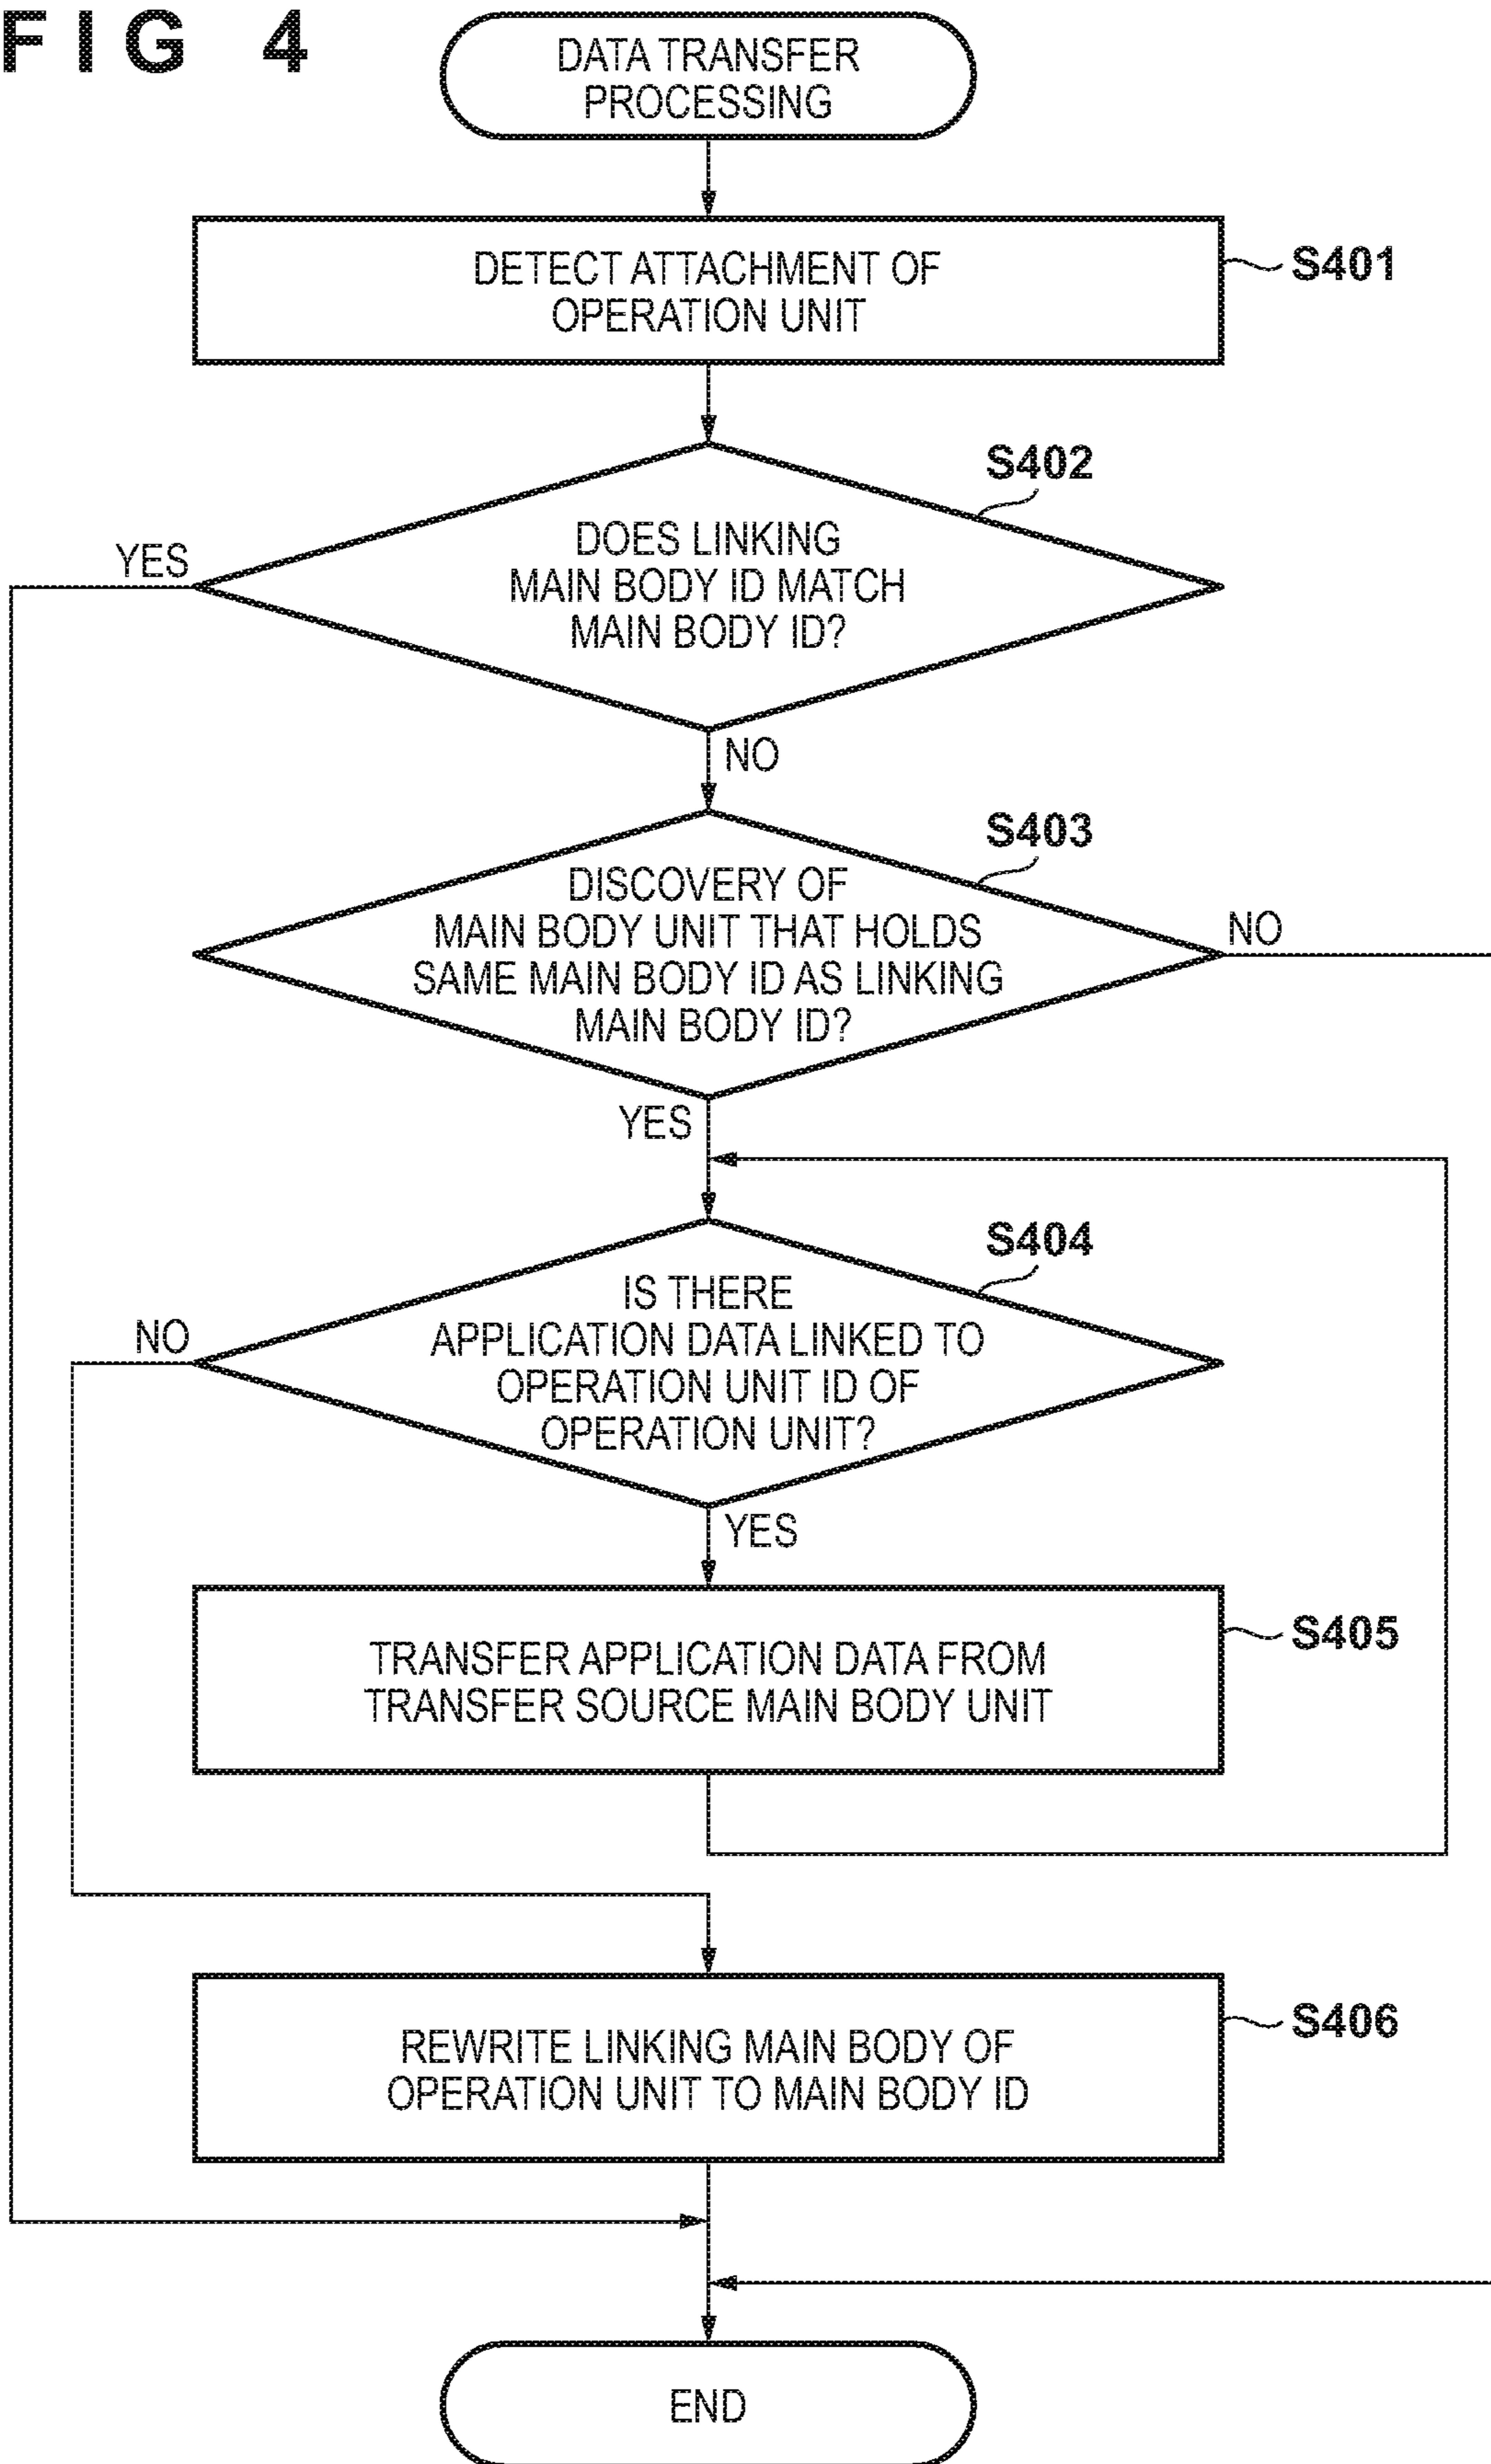 FIG 4
DATA TRANSFER
PROCESSING
DETECT ATTACHMENT OF
OPERATION UNIT
S401
S402
DOES LINKING
MAIN BODY ID MATCH
MAIN BODY ID?
YES
NO
S403
DISCOVERY OF
MAIN BODY UNIT THAT HOLDS
SAME MAIN BODY ID AS LINKING
MAIN BODY ID?
NO
YES
S404
IS THERE
APPLICATION DATA LINKED TO
OPERATION UNIT ID OF
OPERATION UNIT?
NO
YES
TRANSFER APPLICATION DATA FROM
TRANSFER SOURCE MAIN BODY UNIT
S405
REWRITE LINKING MAIN BODY OF
OPERATION UNIT TO MAIN BODY ID
S406
END